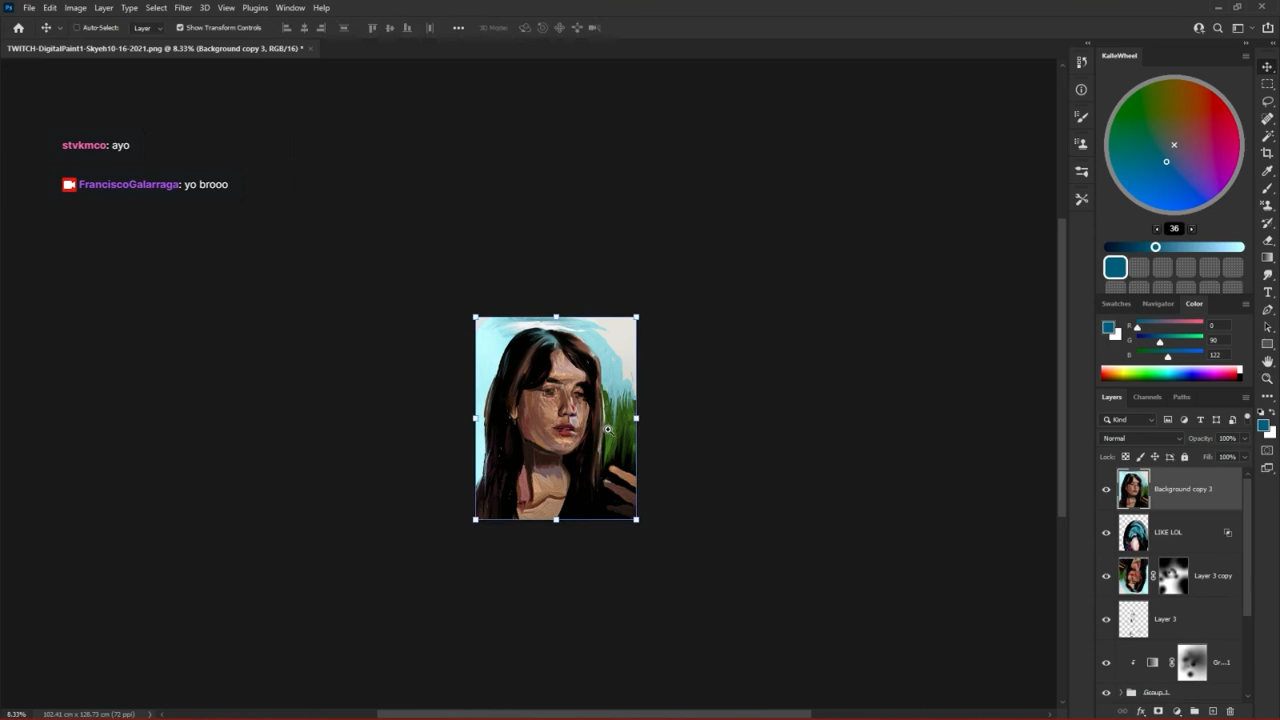 File Edit Image Layer Type Select Filter 3D View Plugins Window Help
Auto-Select: Layer Show Transform Controls 3D Mode:
TWITCH-DigitalPaint1-Skyeh10-16-2021.png @ 8.33% (Background copy 3, RGB/16) *
stvkmco: ayo
FranciscoGalarraga: yo brooo
KalleWheel
36
Swatches Navigator Color
R 0
G 90
B 122
Layers Channels Paths
Kind
Normal Opacity: 100%
Lock: Fill: 100%
Background copy 3
LIKE LOL
Layer 3 copy
Layer 3
Gr...1
Group 1
8.33% 102.41 cm x 128.73 cm (72 ppi)